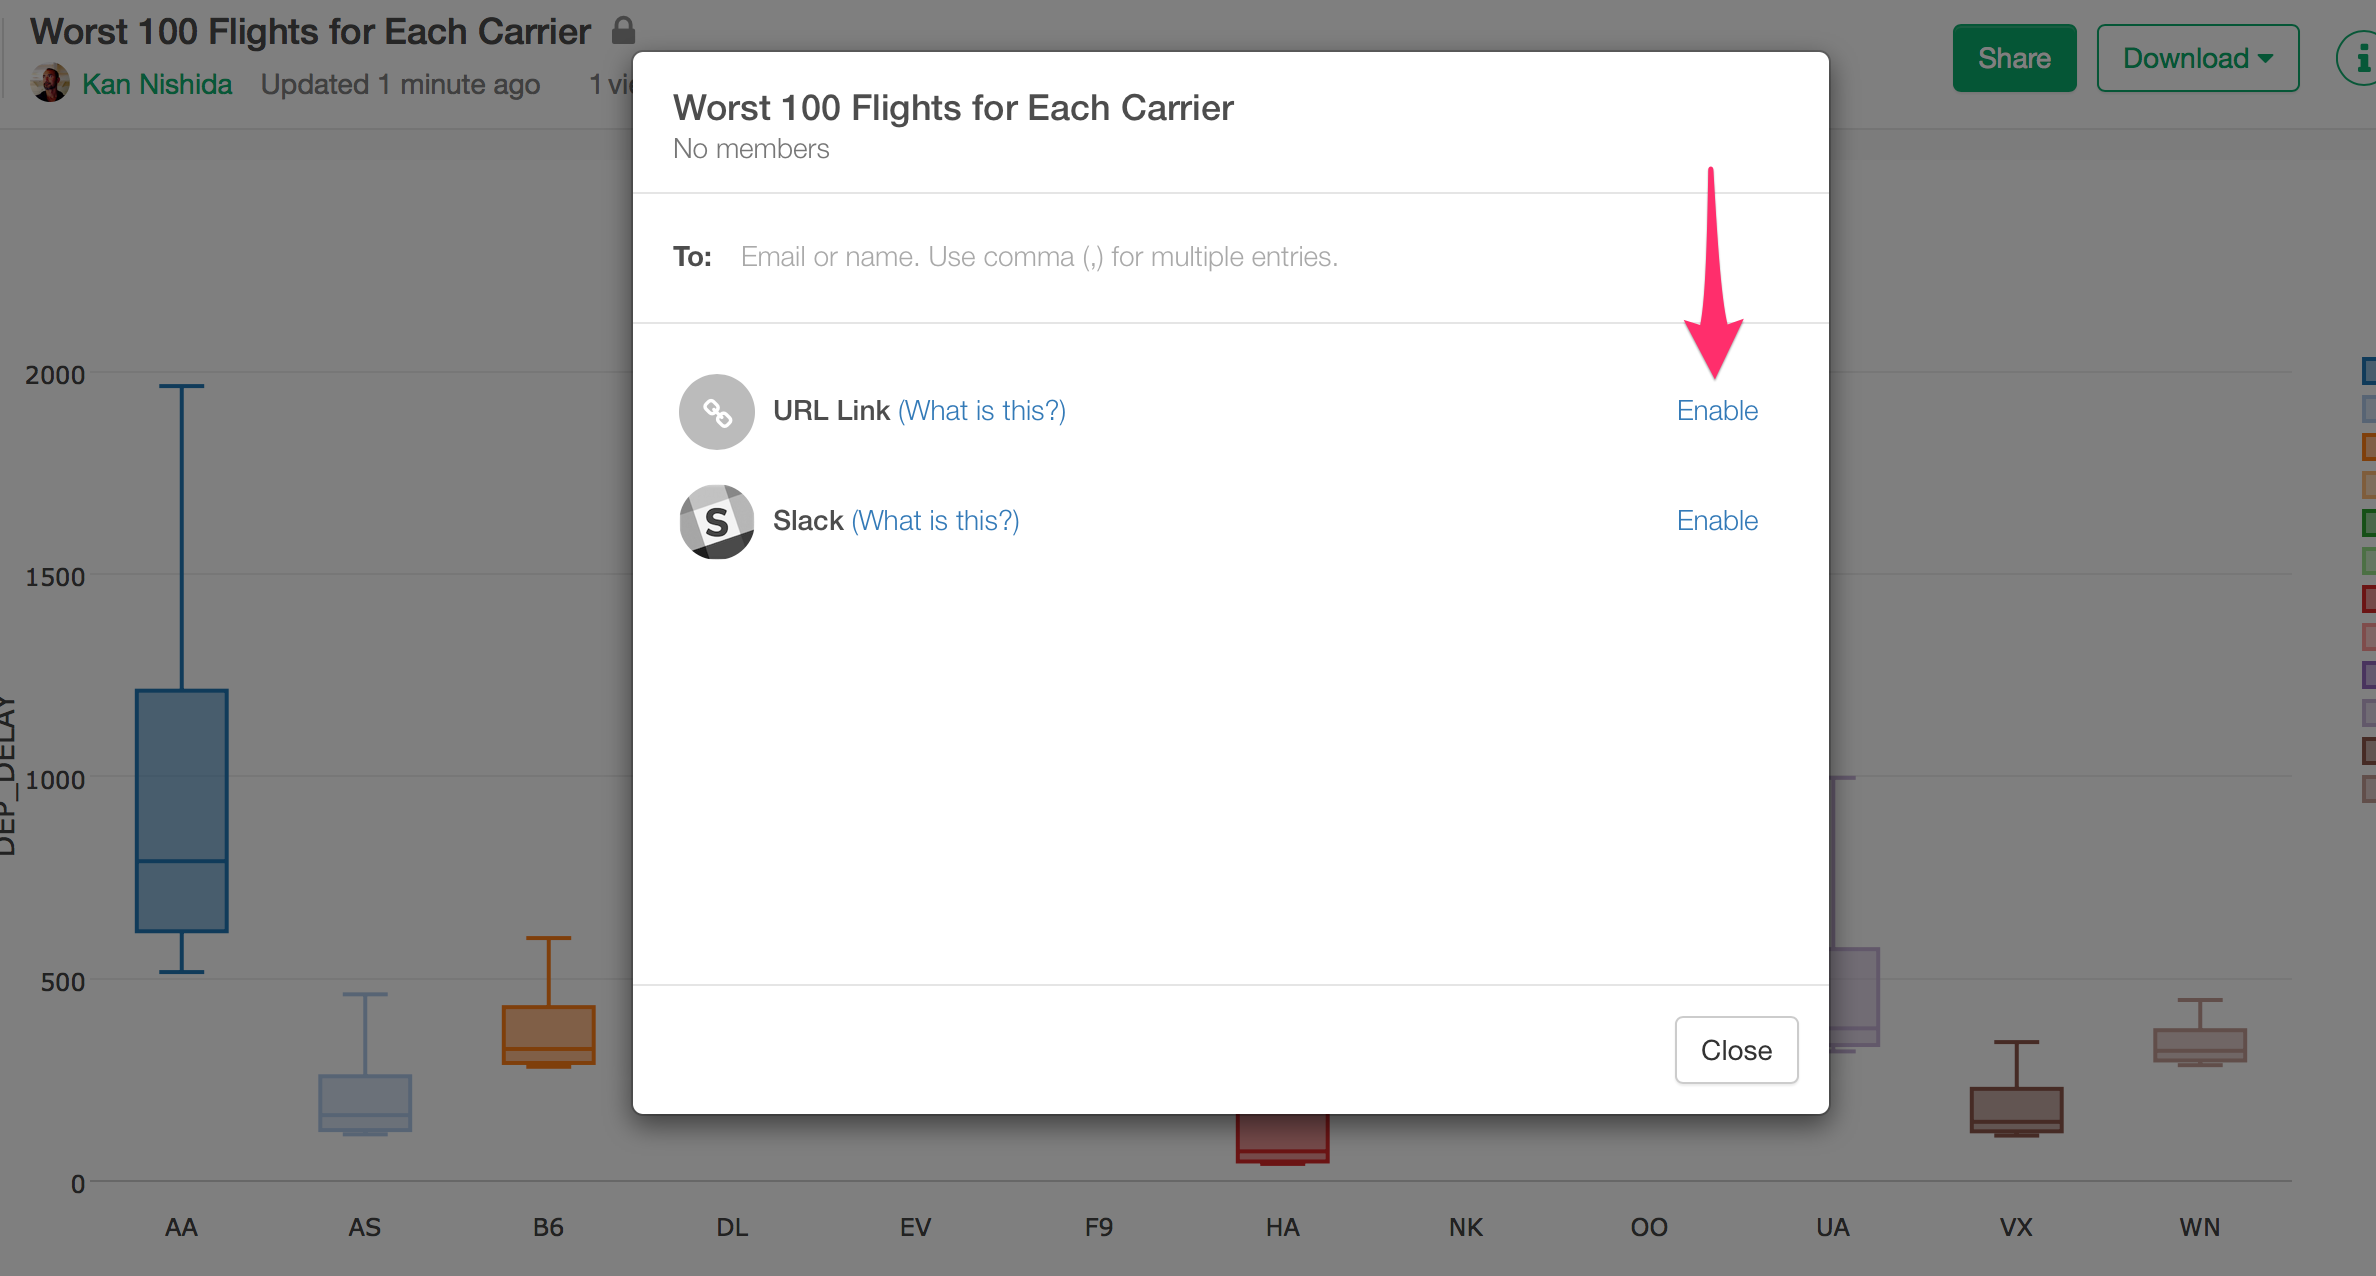 Worst 100 Flights for Each Carrier
Kan Nishida Updated 1 minute ago 1
Share
Download
Worst 100 Flights for Each Carrier
No members
To: Email or name. Use comma (,) for multiple entries.
URL Link (What is this?) Enable
S Slack (What is this?) Enable
Close
DEP_DELAY
2000
1500
1000
500
0
AA AS B6 DL EV F9 HA NK OO UA VX WN